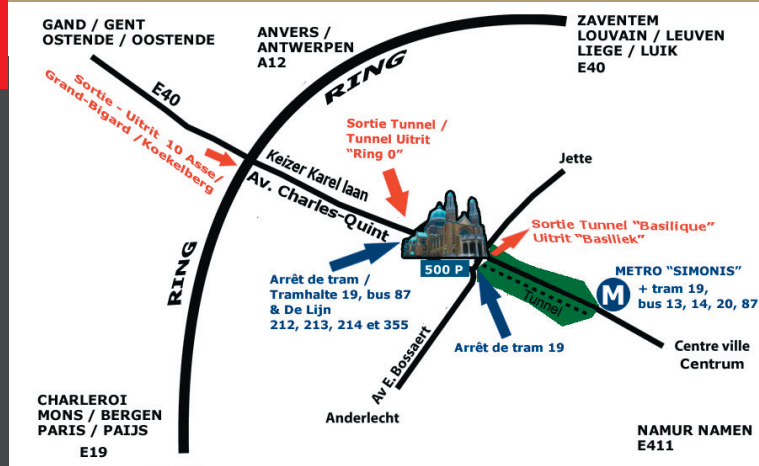 GAND / GENT
OSTENDE / OOSTENDE
ANVERS /
ANTWERPEN
A12
ZAVENTEM
LOUVAIN / LEUVEN
LIEGE / LUIK
E40
RING
E40
Sortie - Uitrit 10 Asse/
Grand-Bigard /Koekelberg
Sortie Tunnel /
Tunnel Uitrit
"Ring 0"
Keizer Karel laan
Av. Charles-Quint
Jette
Sortie Tunnel "Basilique"
Uitrit "Basiliek"
500 P
RING
Arrêt de tram /
Tramhalte 19, bus 87
& De Lijn
212, 213, 214 et 355
METRO "SIMONIS"
+ tram 19,
bus 13, 14, 20, 87
M
Tunnel
Arrêt de tram 19
Centre ville
Centrum
Av E. Bossaert
Anderlecht
CHARLEROI
MONS / BERGEN
PARIS / PAIJS
E19
NAMUR NAMEN
E411